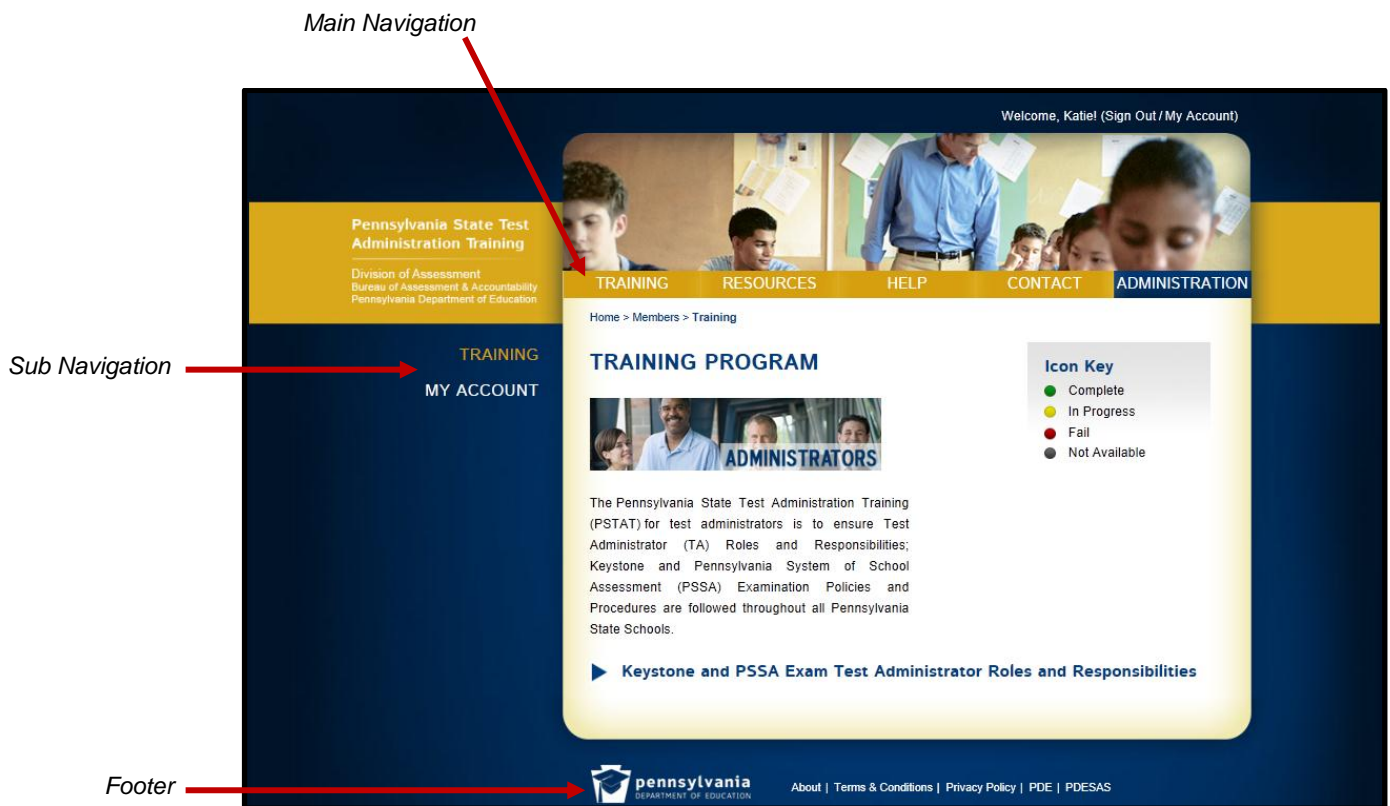 Main Navigation
Welcome, Katie! (Sign Out / My Account)
Pennsylvania State Test
Administration Training
Division of Assessment
Bureau of Assessment & Accountability
Pennsylvania Department of Education
TRAINING RESOURCES HELP CONTACT ADMINISTRATION
Home > Members > Training
Sub Navigation
TRAINING
MY ACCOUNT
TRAINING PROGRAM
ADMINISTRATORS
Icon Key
Complete
In Progress
Fail
Not Available
The Pennsylvania State Test Administration Training
(PSTAT) for test administrators is to ensure Test
Administrator (TA) Roles and Responsibilities;
Keystone and Pennsylvania System of School
Assessment (PSSA) Examination Policies and
Procedures are followed throughout all Pennsylvania
State Schools.
Keystone and PSSA Exam Test Administrator Roles and Responsibilities
Footer
pennsylvania
DEPARTMENT OF EDUCATION
About | Terms & Conditions | Privacy Policy | PDE | PDESAS